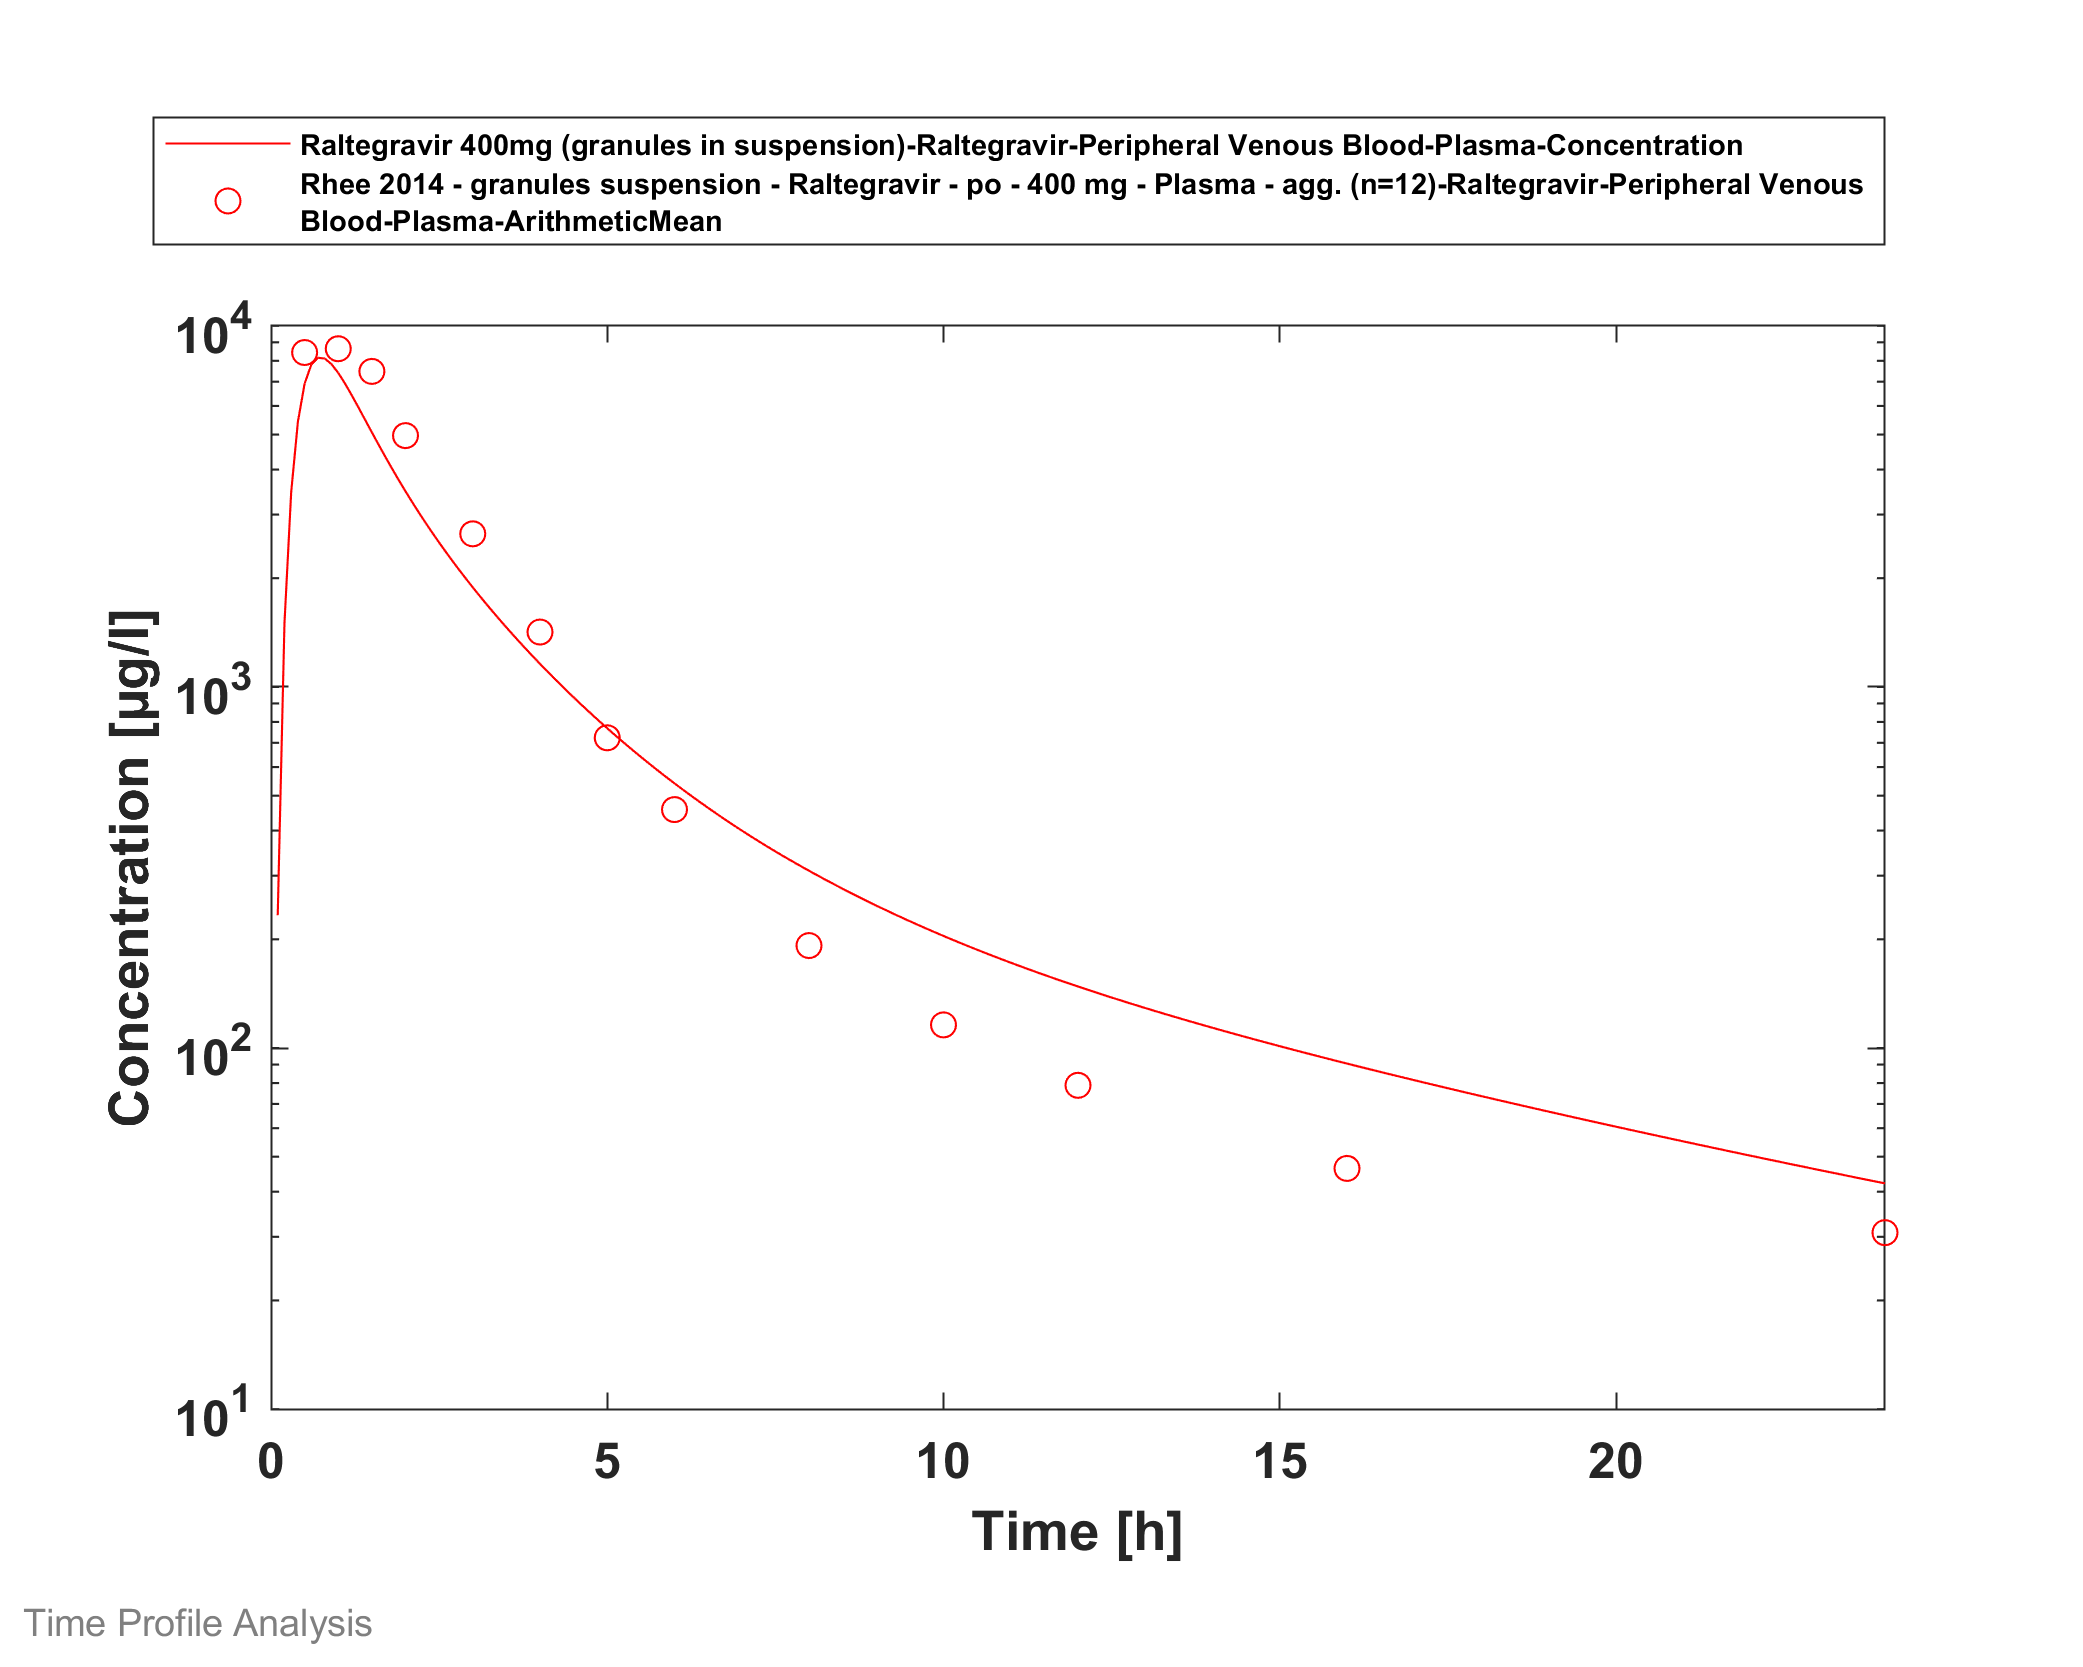 Raltegravir 400mg (granules in suspension)-Raltegravir-Peripheral Venous Blood-Plasma-Concentration
Rhee 2014 - granules suspension - Raltegravir - po - 400 mg - Plasma - agg. (n=12)-Raltegravir-Peripheral Venous
Blood-Plasma-ArithmeticMean
10^4
10^3
10^2
10^1
Concentration [µg/l]
0 5 10 15 20
Time [h]
Time Profile Analysis